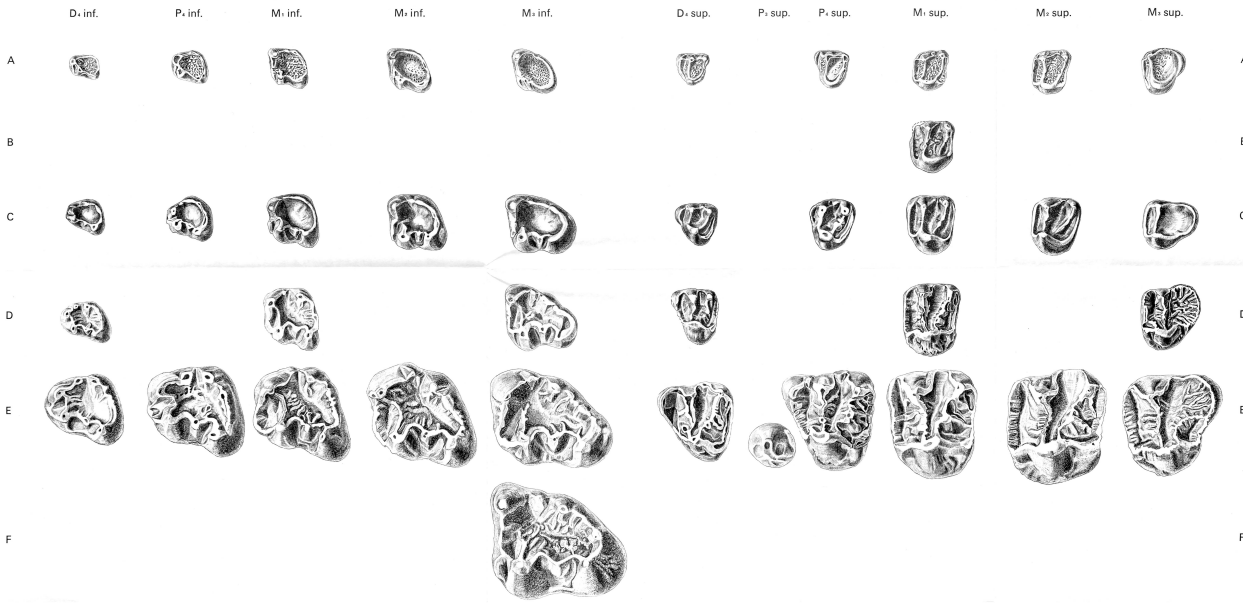 D₄ inf. P₄ inf. M₁ inf. M₂ inf. M₃ inf. D₄ sup. P₃ sup. P₄ sup. M₁ sup. M₂ sup. M₃ sup.
A
B
C
D
E
F